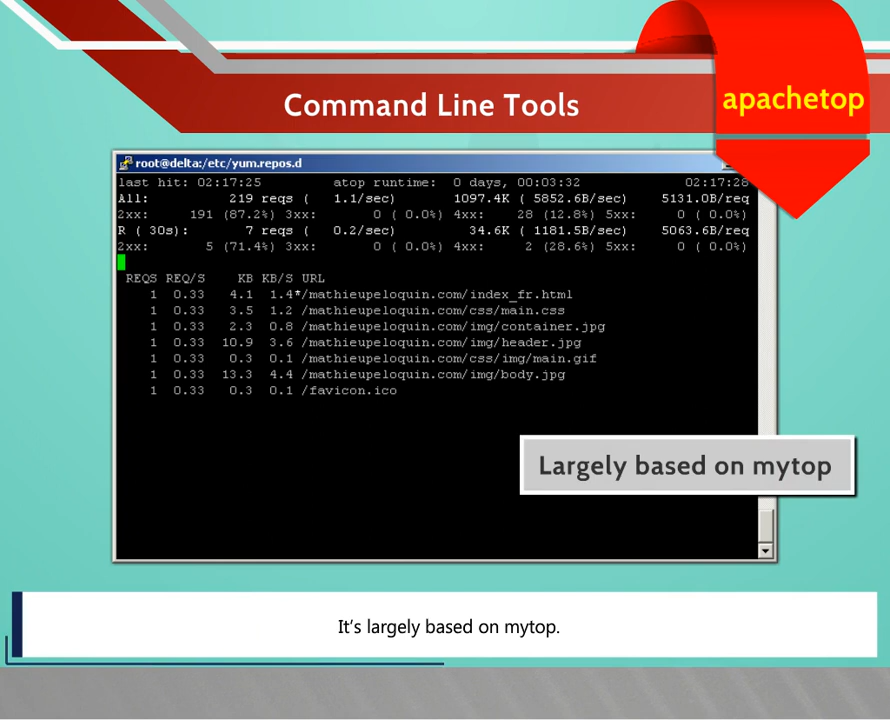 Command Line Tools
apachetop
root@delta:/etc/yum.repos.d
last hit: 02:17:25 atop runtime: 0 days, 00:03:32 02:17:28
All: 219 reqs ( 1.1/sec) 1097.4K ( 5852.6B/sec) 5131.0B/req
2xx: 191 (87.2%) 3xx: 0 ( 0.0%) 4xx: 28 (12.8%) 5xx: 0 ( 0.0%)
R ( 30s): 7 reqs ( 0.2/sec) 34.6K ( 1181.5B/sec) 5063.6B/req
2xx: 5 (71.4%) 3xx: 0 ( 0.0%) 4xx: 2 (28.6%) 5xx: 0 ( 0.0%)
REQS REQ/S KB KB/S URL
1 0.33 4.1 1.4*/mathieupeloquin.com/index_fr.html
1 0.33 3.5 1.2 /mathieupeloquin.com/css/main.css
1 0.33 2.3 0.8 /mathieupeloquin.com/img/container.jpg
1 0.33 10.9 3.6 /mathieupeloquin.com/img/header.jpg
1 0.33 0.3 0.1 /mathieupeloquin.com/css/img/main.gif
1 0.33 13.3 4.4 /mathieupeloquin.com/img/body.jpg
1 0.33 0.3 0.1 /favicon.ico
Largely based on mytop
It's largely based on mytop.